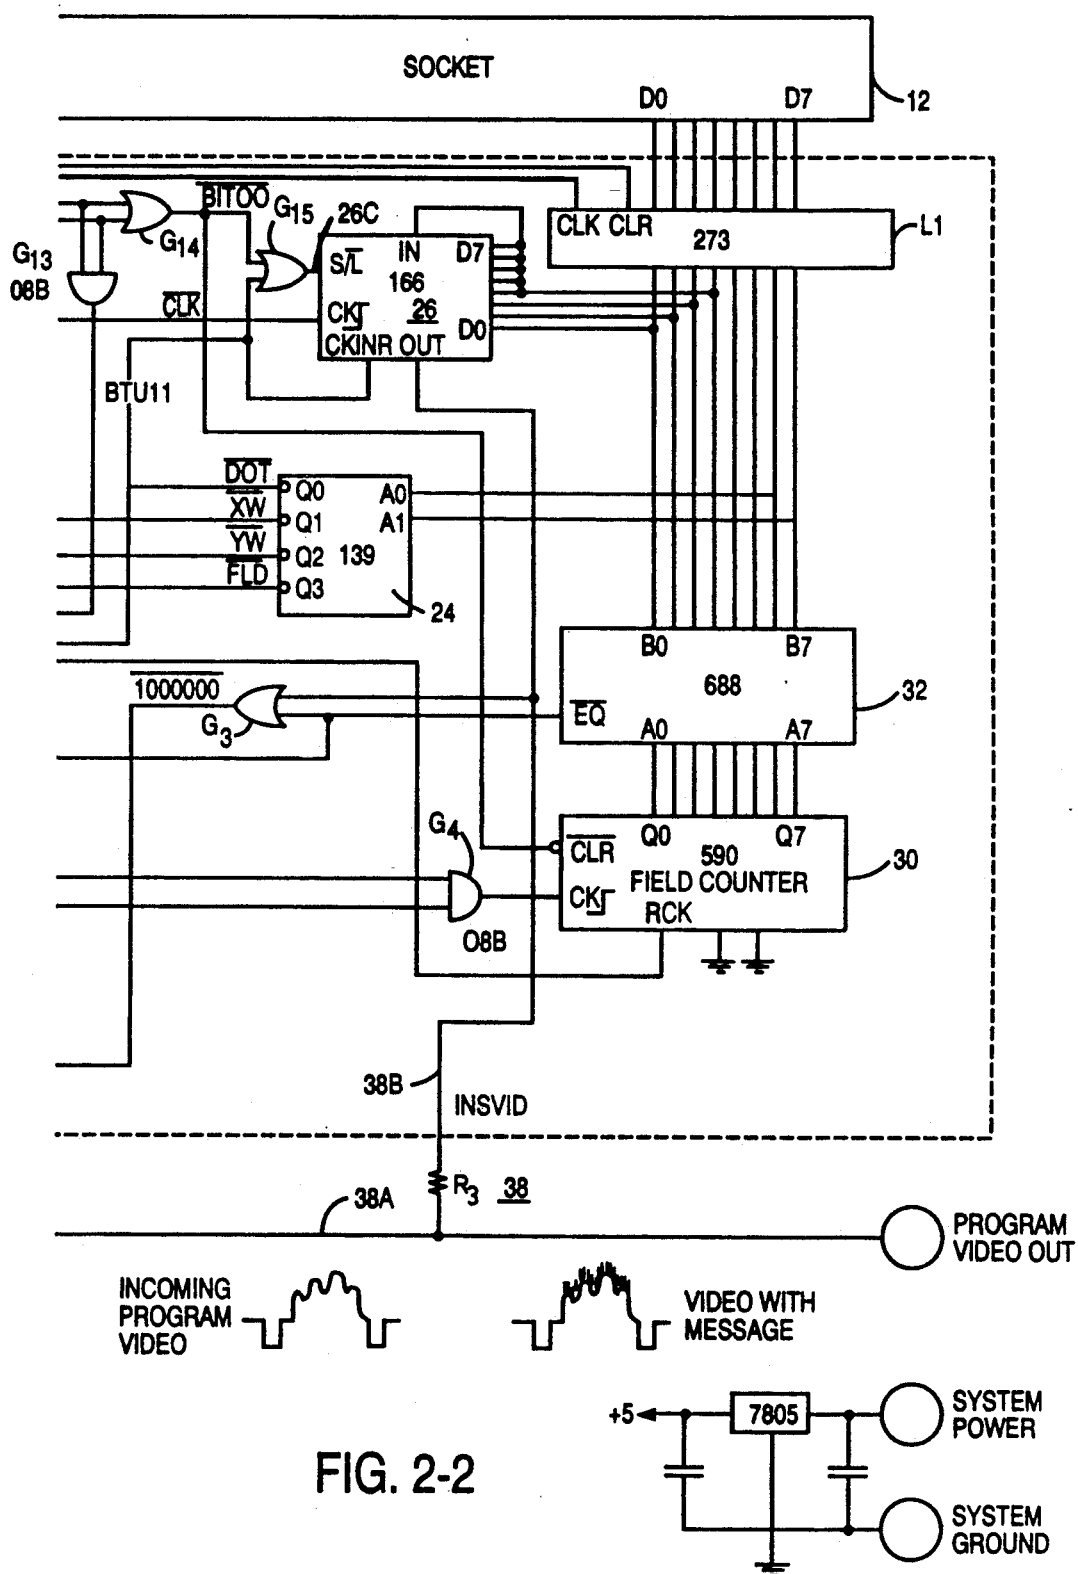 SOCKET
D0 D7
12
BITOO
G15
26C
G14
G13
08B
CLK
S/L IN D7
166
CK 26 D0
CKINR OUT
CLK CLR
273
L1
BTU11
DOT
XW
YW
FLD
Q0 A0
Q1 A1
Q2 139
Q3
24
B0 B7
688
EQ
A0 A7
32
1000000
G3
G4
O8B
Q0 Q7
CLR 590
FIELD COUNTER
CK
RCK
30
38B
INSVID
R3 38
38A
PROGRAM
VIDEO OUT
INCOMING
PROGRAM
VIDEO
VIDEO WITH
MESSAGE
+5
7805
SYSTEM
POWER
SYSTEM
GROUND
FIG. 2-2